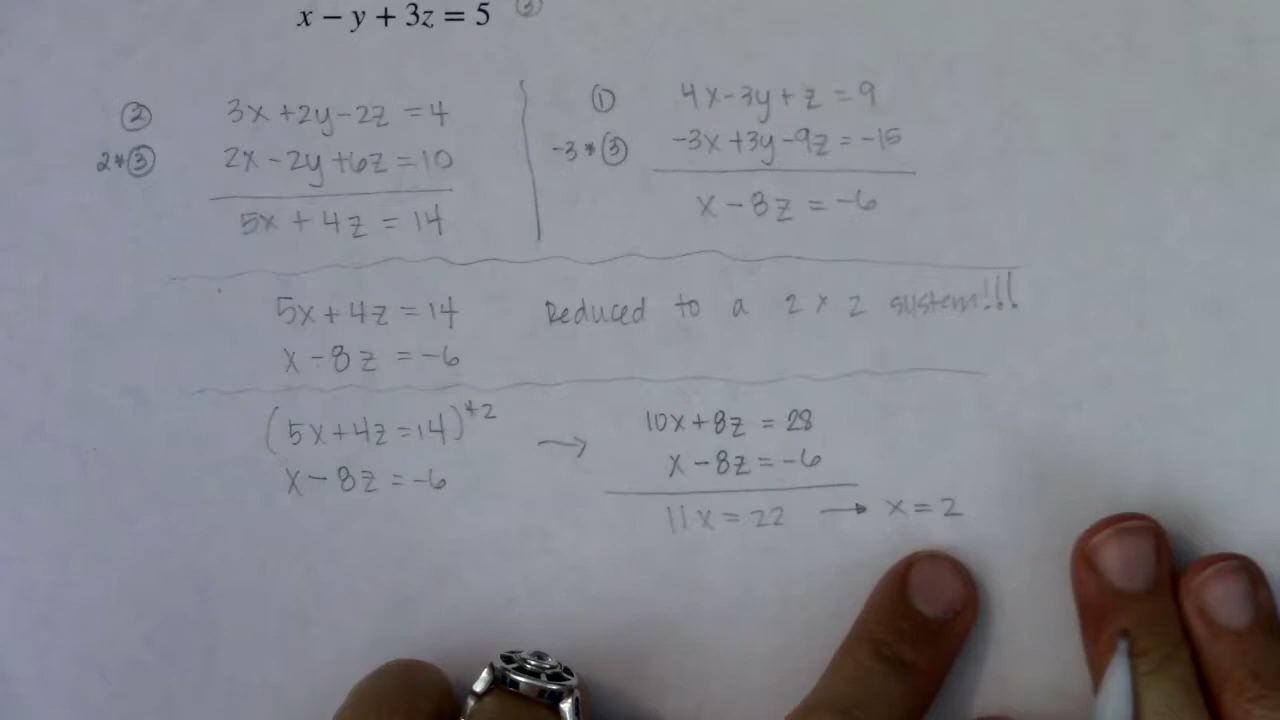 x − y + 3z = 5 ③
② 3x + 2y − 2z = 4
2*③ 2x − 2y + 6z = 10
5x + 4z = 14
① 4x − 3y + z = 9
-3*③ -3x + 3y − 9z = -15
x − 8z = -6
5x + 4z = 14 Reduced to a 2 x 2 system!!!
x − 8z = -6
(5x + 4z = 14)*2 → 10x + 8z = 28
x − 8z = -6
x − 8z = -6
11x = 22 → x = 2